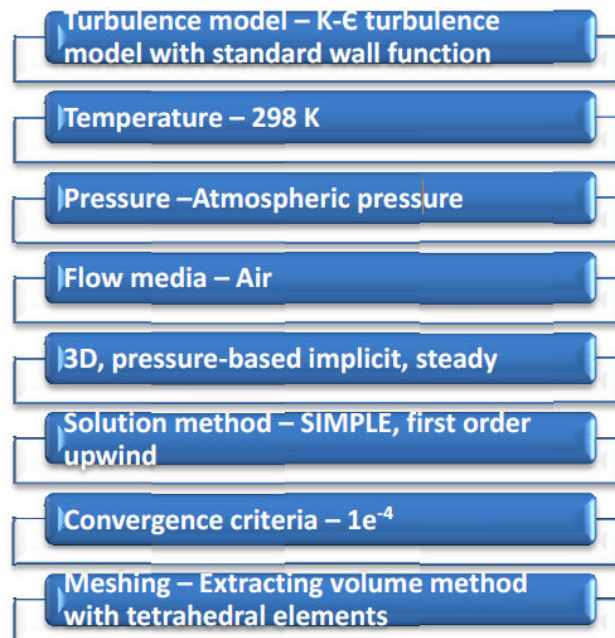 Turbulence model – K-Є turbulence
model with standard wall function
Temperature – 298 K
Pressure –Atmospheric pressure
Flow media – Air
3D, pressure-based implicit, steady
Solution method – SIMPLE, first order
upwind
Convergence criteria – 1e⁻⁴
Meshing – Extracting volume method
with tetrahedral elements